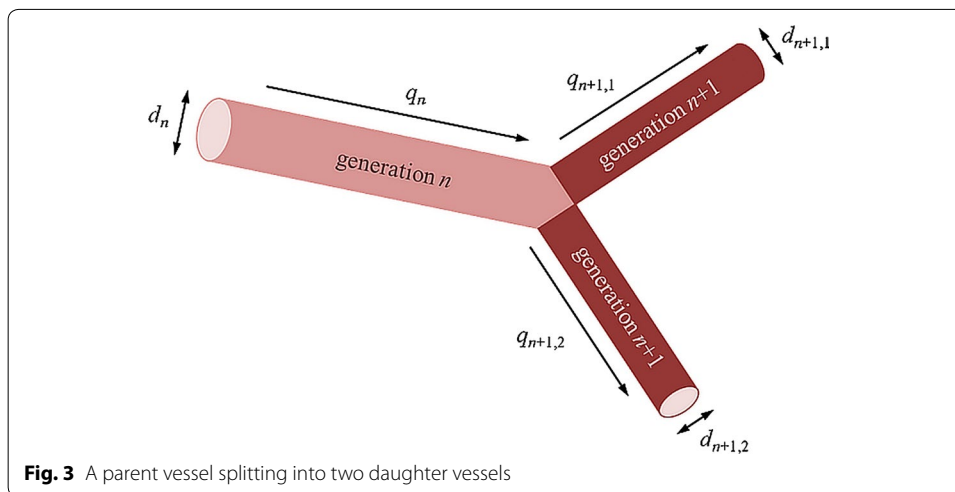 d_{n+1,1}
q_{n+1,1}
q_n
d_n
generation n+1
generation n
generation n+1
q_{n+1,2}
d_{n+1,2}
Fig. 3 A parent vessel splitting into two daughter vessels